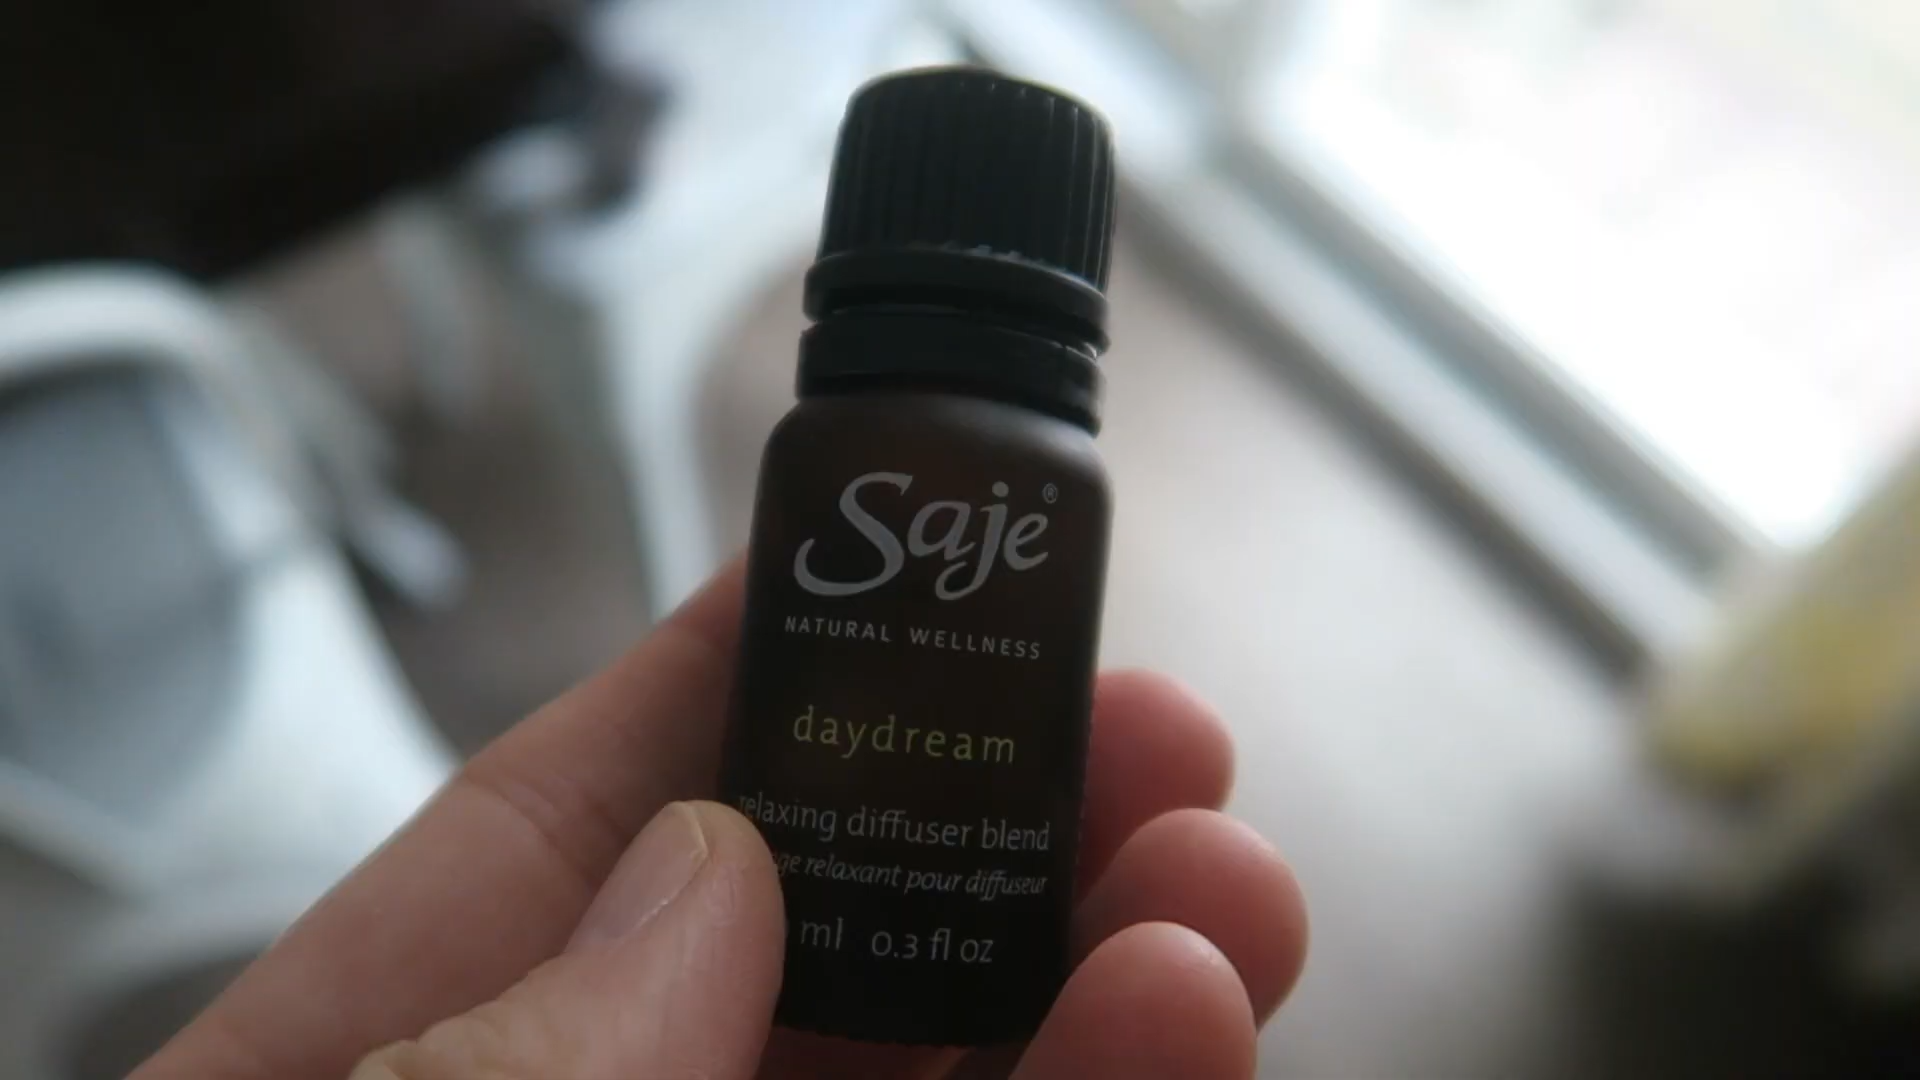 Saje®
NATURAL WELLNESS
daydream
relaxing diffuser blend
relaxant pour diffuseur
ml 0.3 fl oz